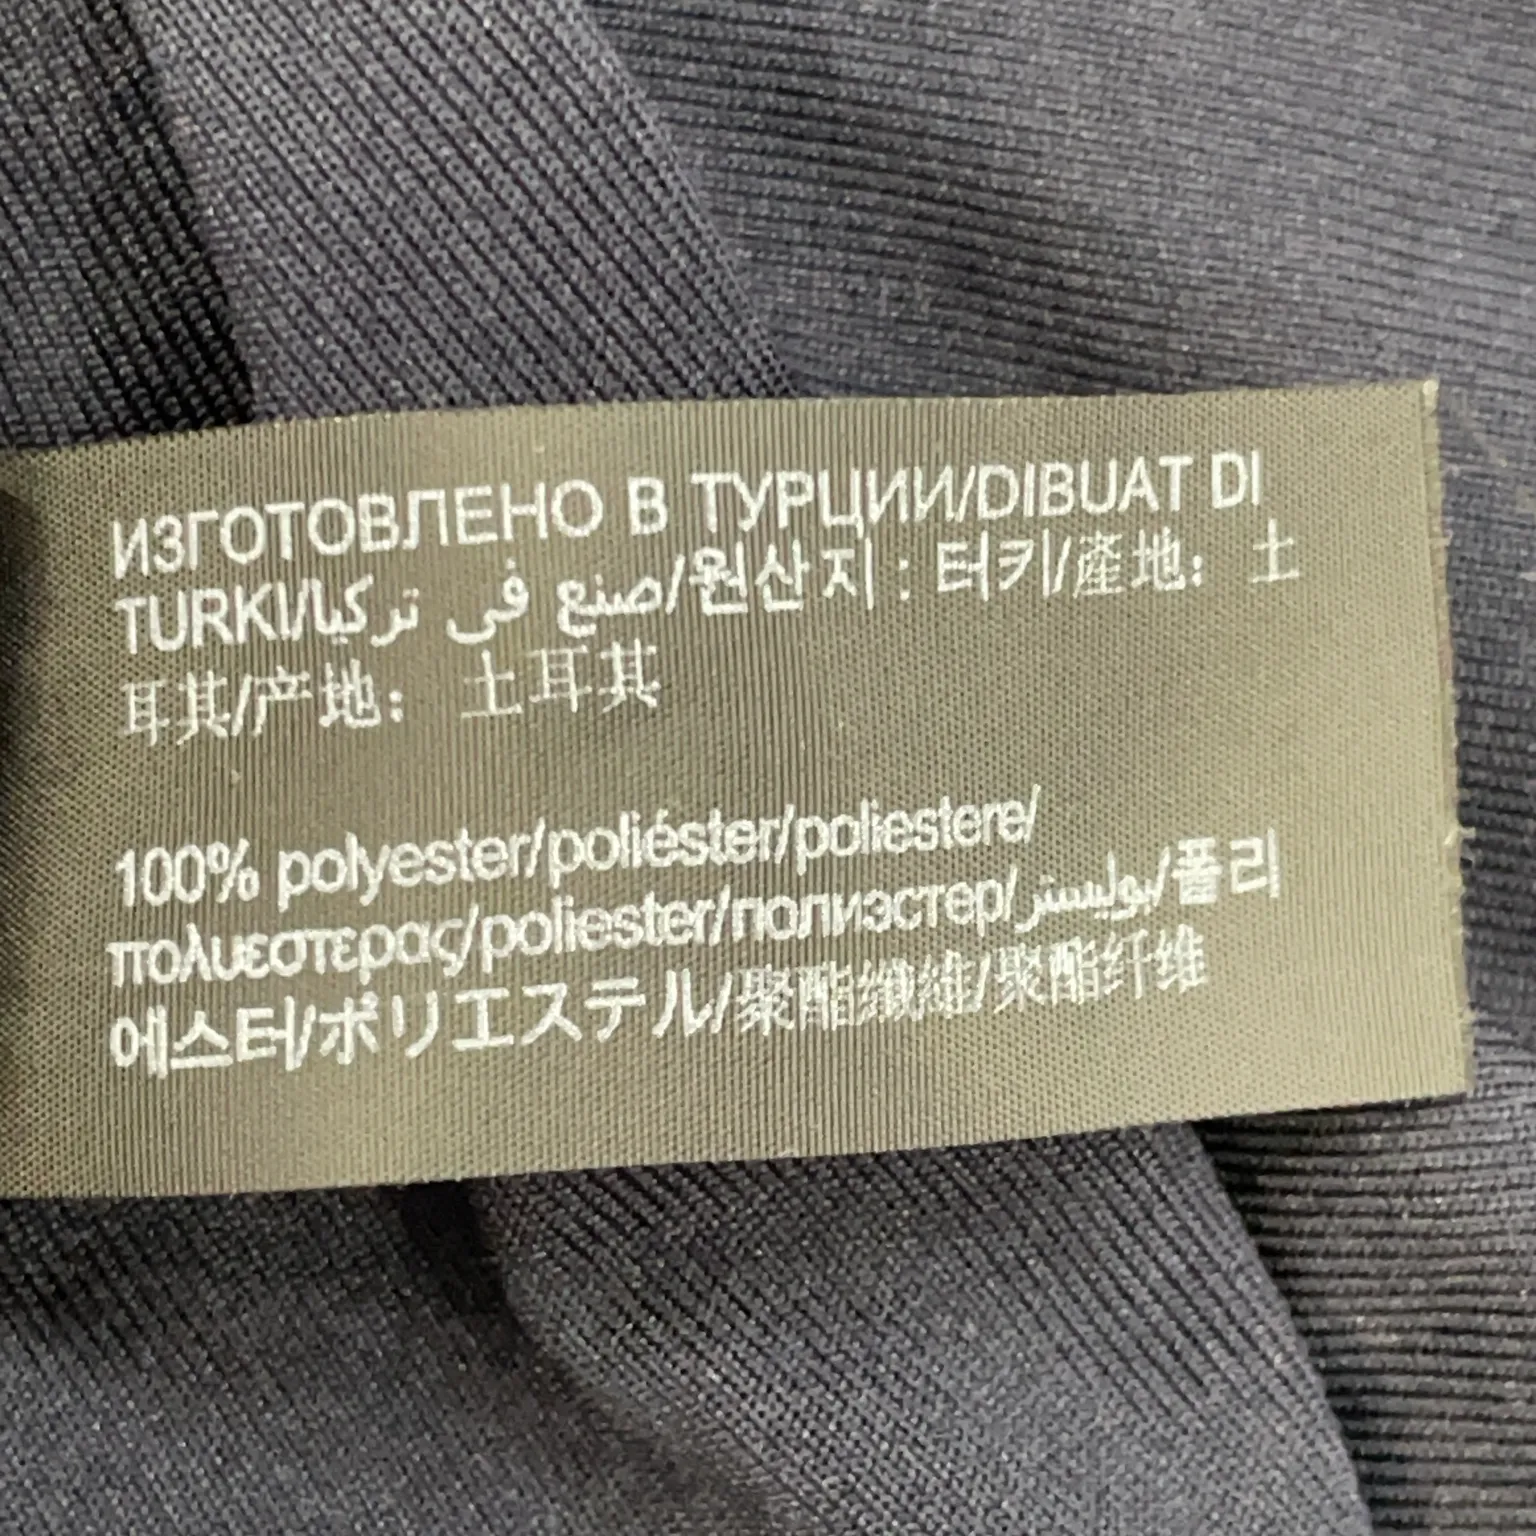 ИЗГОТОВЛЕНО В ТУРЦИИ/DIBUAT DI
TURKI/صنع في تركيا/원산지 : 터키/產地: 土
耳其/产地: 土耳其
100% polyester/poliéster/poliestere/
πολυεστερας/poliester/полиэстер/بوليستر/폴리
에스터/ポリエステル/聚酯纖維/聚酯纤维